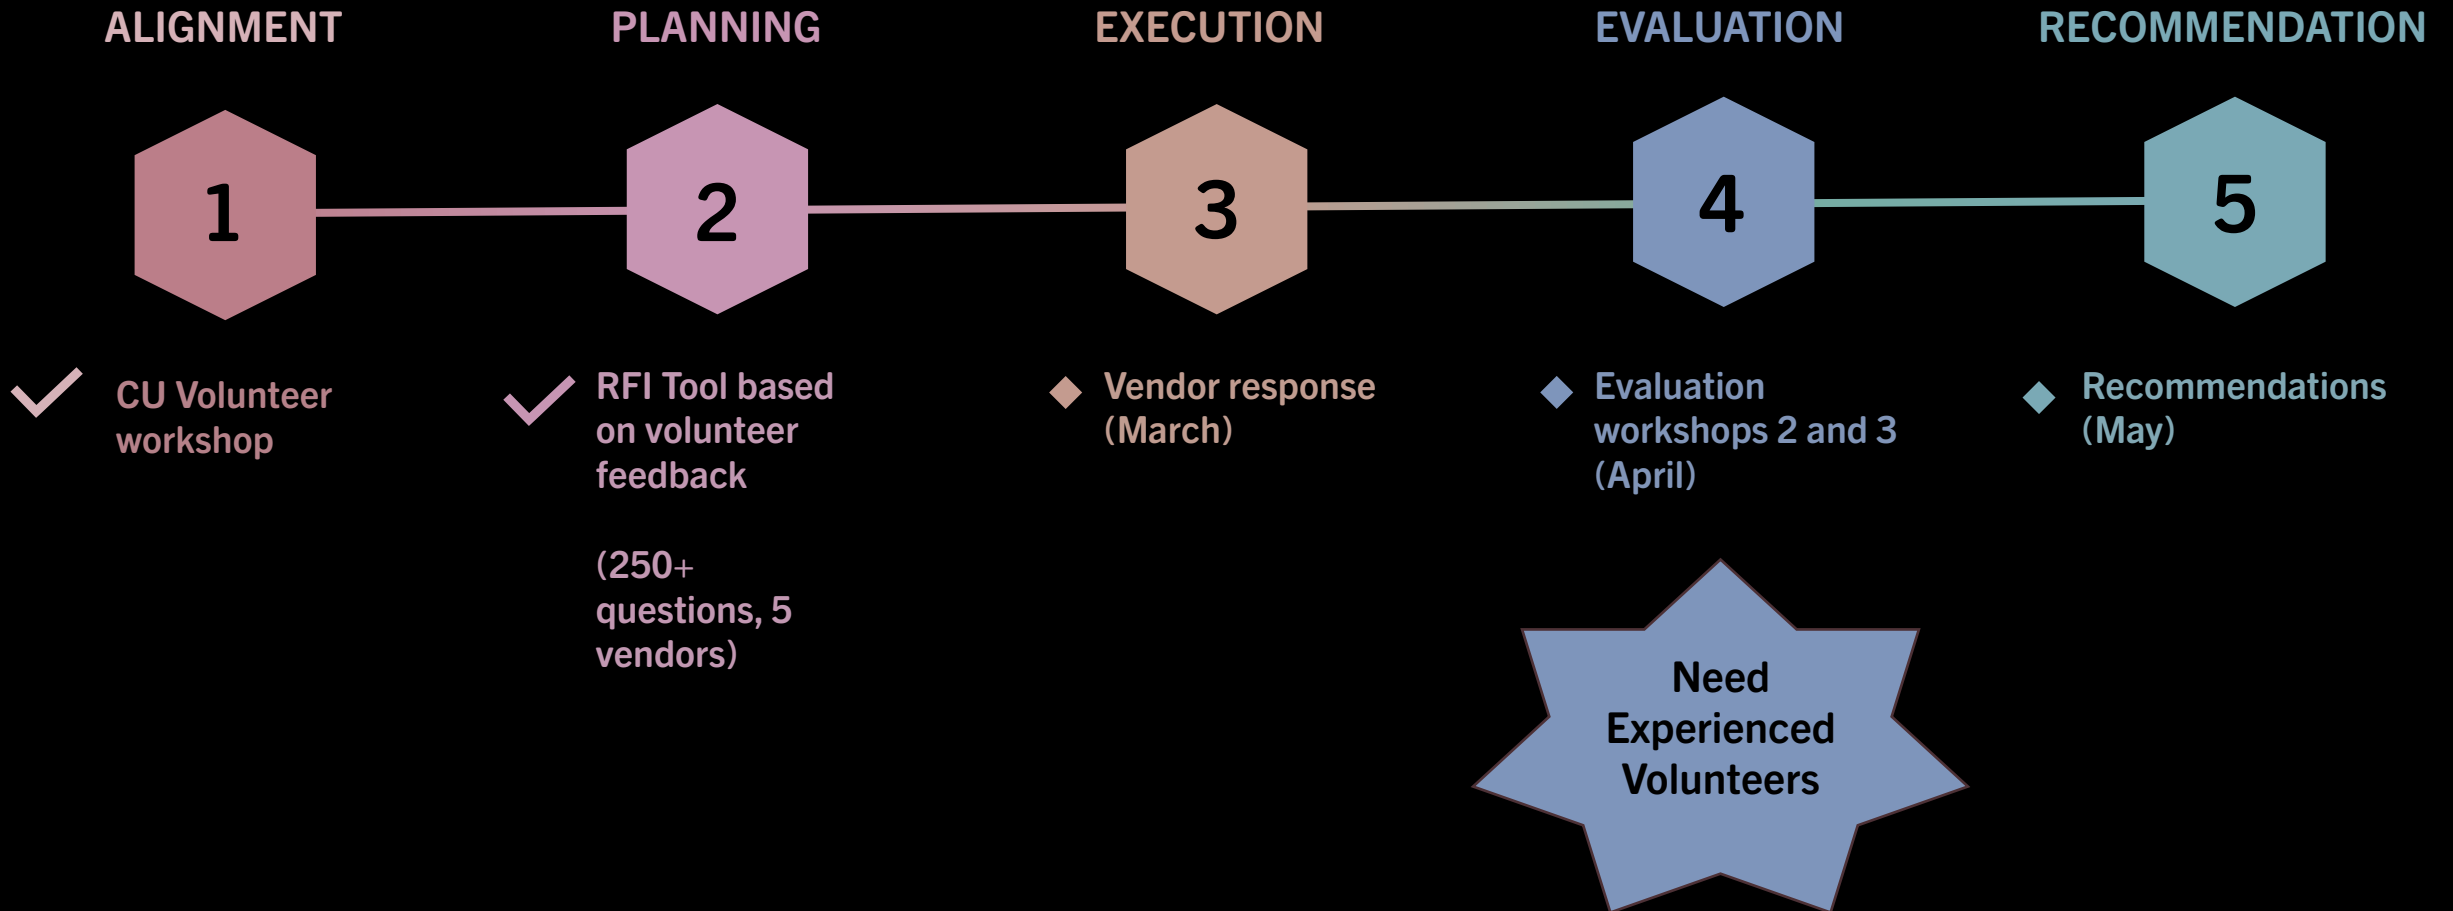 ALIGNMENT
PLANNING
EXECUTION
EVALUATION
RECOMMENDATION
1
2
3
4
5
CU Volunteer
workshop
RFI Tool based
on volunteer
feedback
(250+
questions, 5
vendors)
Vendor response
(March)
Evaluation
workshops 2 and 3
(April)
Need
Experienced
Volunteers
Recommendations
(May)